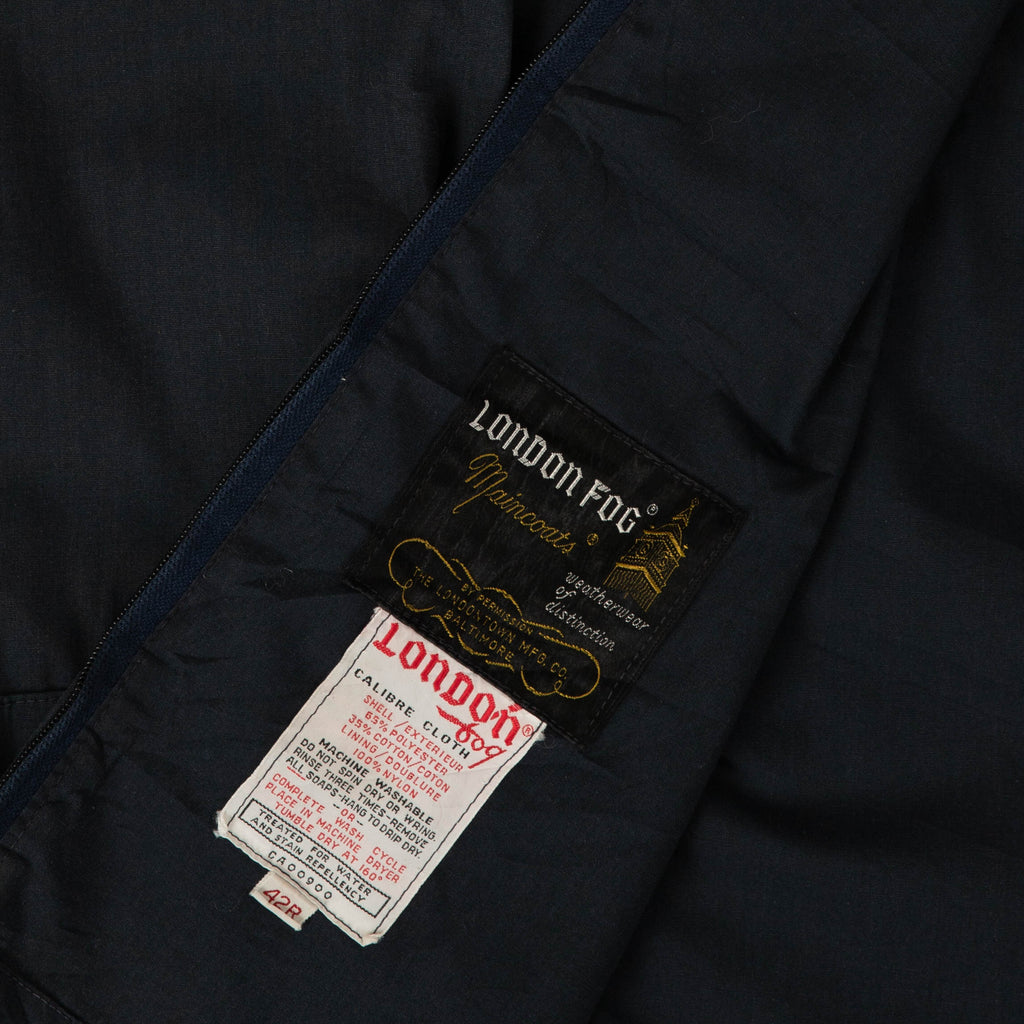 LONDON FOG®
Maincoats®
weatherwear
of
distinction
BY PERMISSION
THE LONDONTOWN MFG. CO.
BALTIMORE
LONDON
fog®
CALIBRE CLOTH
SHELL/EXTERIEUR
65% POLYESTER
35% COTTON/COTON
LINING/DOUBLURE
100% NYLON
MACHINE WASHABLE
DO NOT SPIN DRY OR WRING.
RINSE THREE TIMES-REMOVE
ALL SOAPS-HANG TO DRIP DRY.
-OR-
COMPLETE WASH CYCLE
PLACE IN MACHINE DRYER
TUMBLE DRY AT 160°
TREATED FOR WATER
AND STAIN REPELLENCY
CA00900
42R